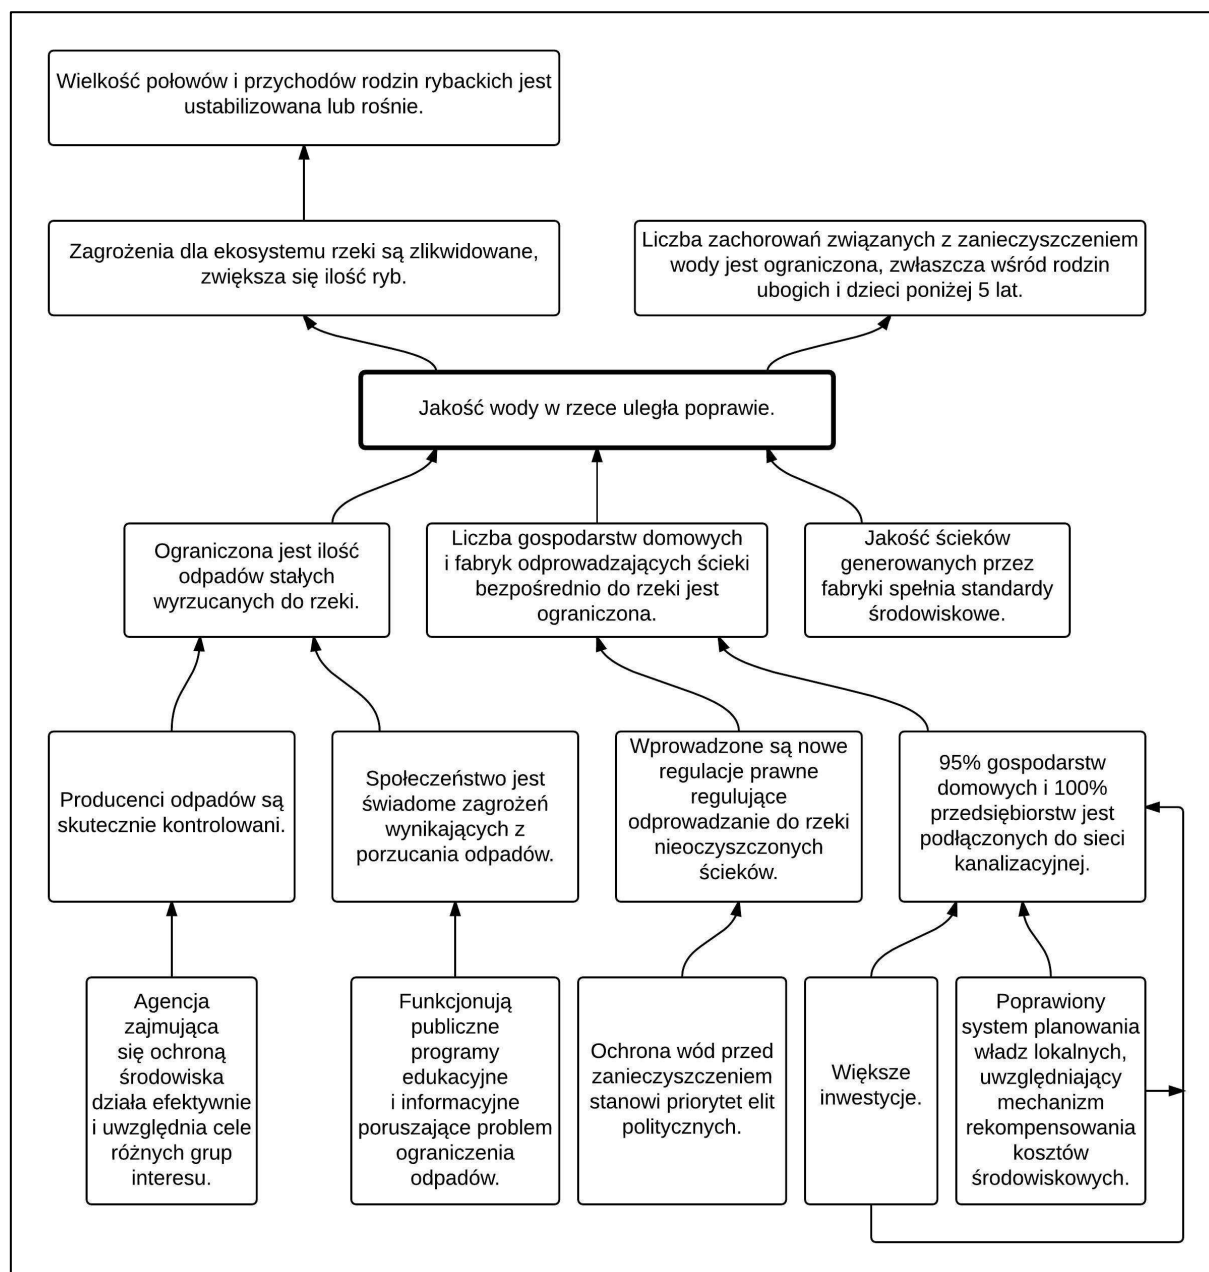 Wielkość połowów i przychodów rodzin rybackich jest
ustabilizowana lub rośnie.
Zagrożenia dla ekosystemu rzeki są zlikwidowane,
zwiększa się ilość ryb.
Liczba zachorowań związanych z zanieczyszczeniem
wody jest ograniczona, zwłaszcza wśród rodzin
ubogich i dzieci poniżej 5 lat.
Jakość wody w rzece uległa poprawie.
Ograniczona jest ilość
odpadów stałych
wyrzucanych do rzeki.
Liczba gospodarstw domowych
i fabryk odprowadzających ścieki
bezpośrednio do rzeki jest
ograniczona.
Jakość ścieków
generowanych przez
fabryki spełnia standardy
środowiskowe.
Producenci odpadów są
skutecznie kontrolowani.
Społeczeństwo jest
świadome zagrożeń
wynikających z
porzucania odpadów.
Wprowadzone są nowe
regulacje prawne
regulujące
odprowadzanie do rzeki
nieoczyszczonych
ścieków.
95% gospodarstw
domowych i 100%
przedsiębiorstw jest
podłączonych do sieci
kanalizacyjnej.
Agencja
zajmująca
się ochroną
środowiska
działa efektywnie
i uwzględnia cele
różnych grup
interesu.
Funkcjonują
publiczne
programy
edukacyjne
i informacyjne
poruszające problem
ograniczenia
odpadów.
Ochrona wód przed
zanieczyszczeniem
stanowi priorytet elit
politycznych.
Większe
inwestycje.
Poprawiony
system planowania
władz lokalnych,
uwzględniający
mechanizm
rekompensowania
kosztów
środowiskowych.